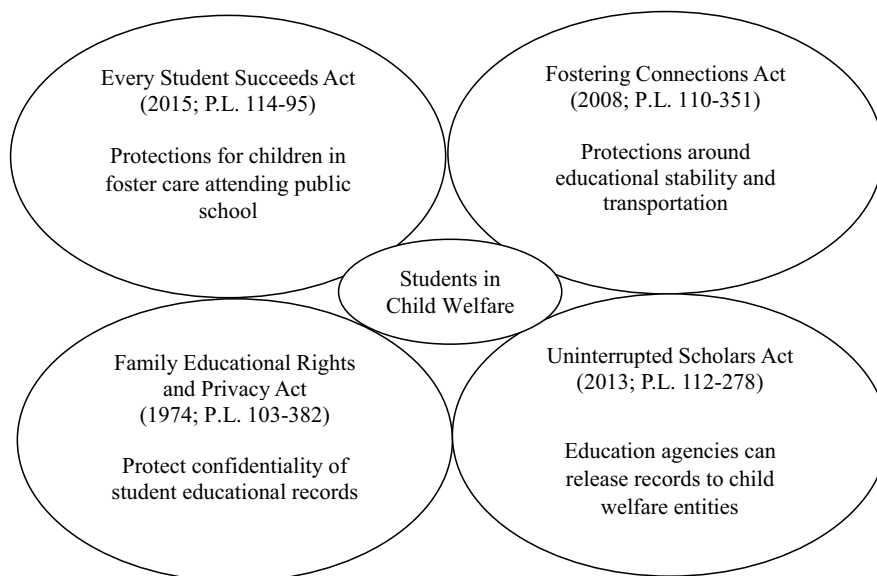 Every Student Succeeds Act
(2015; P.L. 114-95)
Protections for children in
foster care attending public
school
Fostering Connections Act
(2008; P.L. 110-351)
Protections around
educational stability and
transportation
Students in
Child Welfare
Family Educational Rights
and Privacy Act
(1974; P.L. 103-382)
Protect confidentiality of
student educational records
Uninterrupted Scholars Act
(2013; P.L. 112-278)
Education agencies can
release records to child
welfare entities